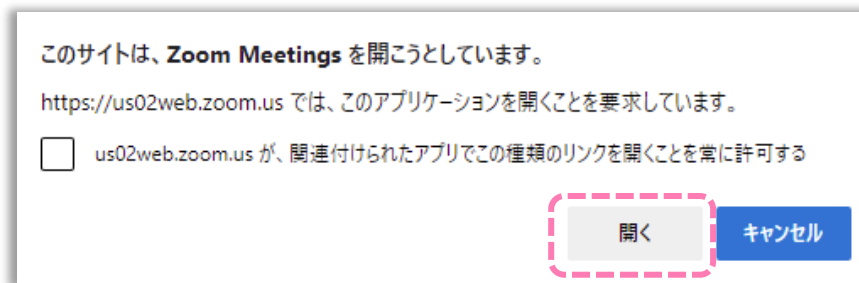 このサイトは、Zoom Meetings を開こうとしています。
https://us02web.zoom.us では、このアプリケーションを開くことを要求しています。
us02web.zoom.us が、関連付けられたアプリでこの種類のリンクを開くことを常に許可する
開く
キャンセル